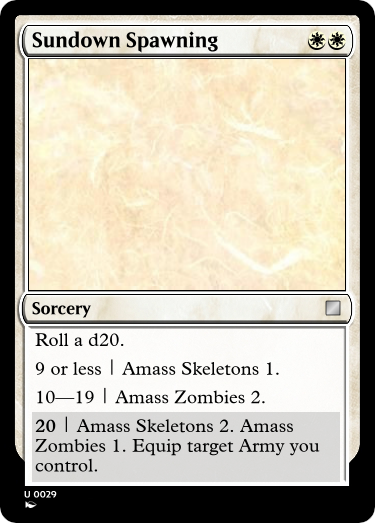 Sundown Spawning
Sorcery
Roll a d20.
9 or less | Amass Skeletons 1.
10—19 | Amass Zombies 2.
20 | Amass Skeletons 2. Amass
Zombies 1. Equip target Army you
control.
U 0029